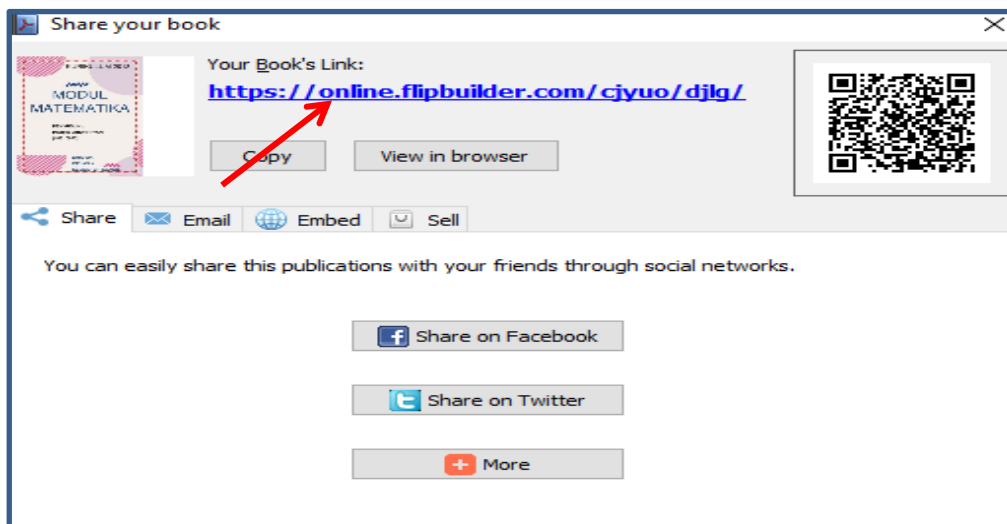 Share your book
Your Book's Link:
https://online.flipbuilder.com/cjyuo/djlg/
MODUL
MATEMATIKA
Copy
View in browser
Share
Email
Embed
Sell
You can easily share this publications with your friends through social networks.
Share on Facebook
Share on Twitter
More